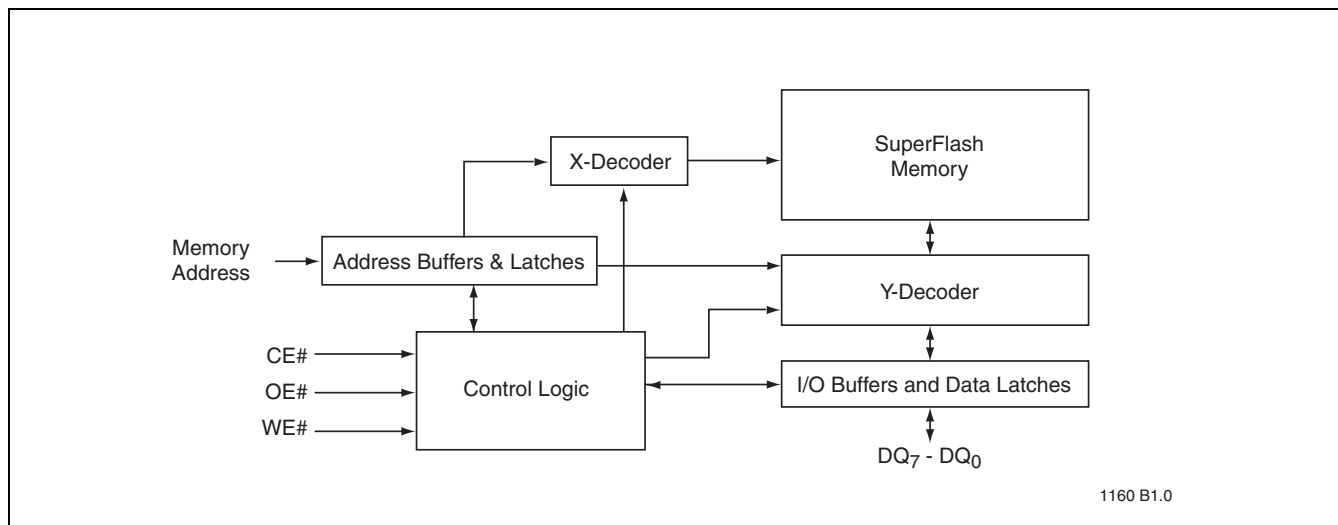 SuperFlash
Memory
X-Decoder
Memory
Address
Address Buffers & Latches
Y-Decoder
CE#
OE#
WE#
Control Logic
I/O Buffers and Data Latches
DQ7 - DQ0
1160 B1.0